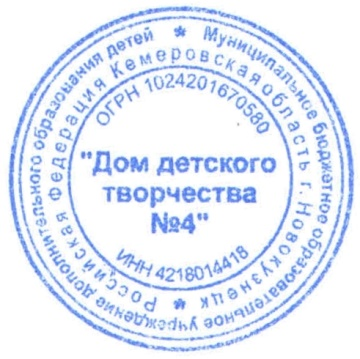 * Муниципальное бюджетное образовательное учреждение дополнительного образования детей
* Российская Федерация Кемеровская область г. Новокузнецк
ОГРН 1024201670580
"Дом детского
творчества
№4"
ИНН 4218014418